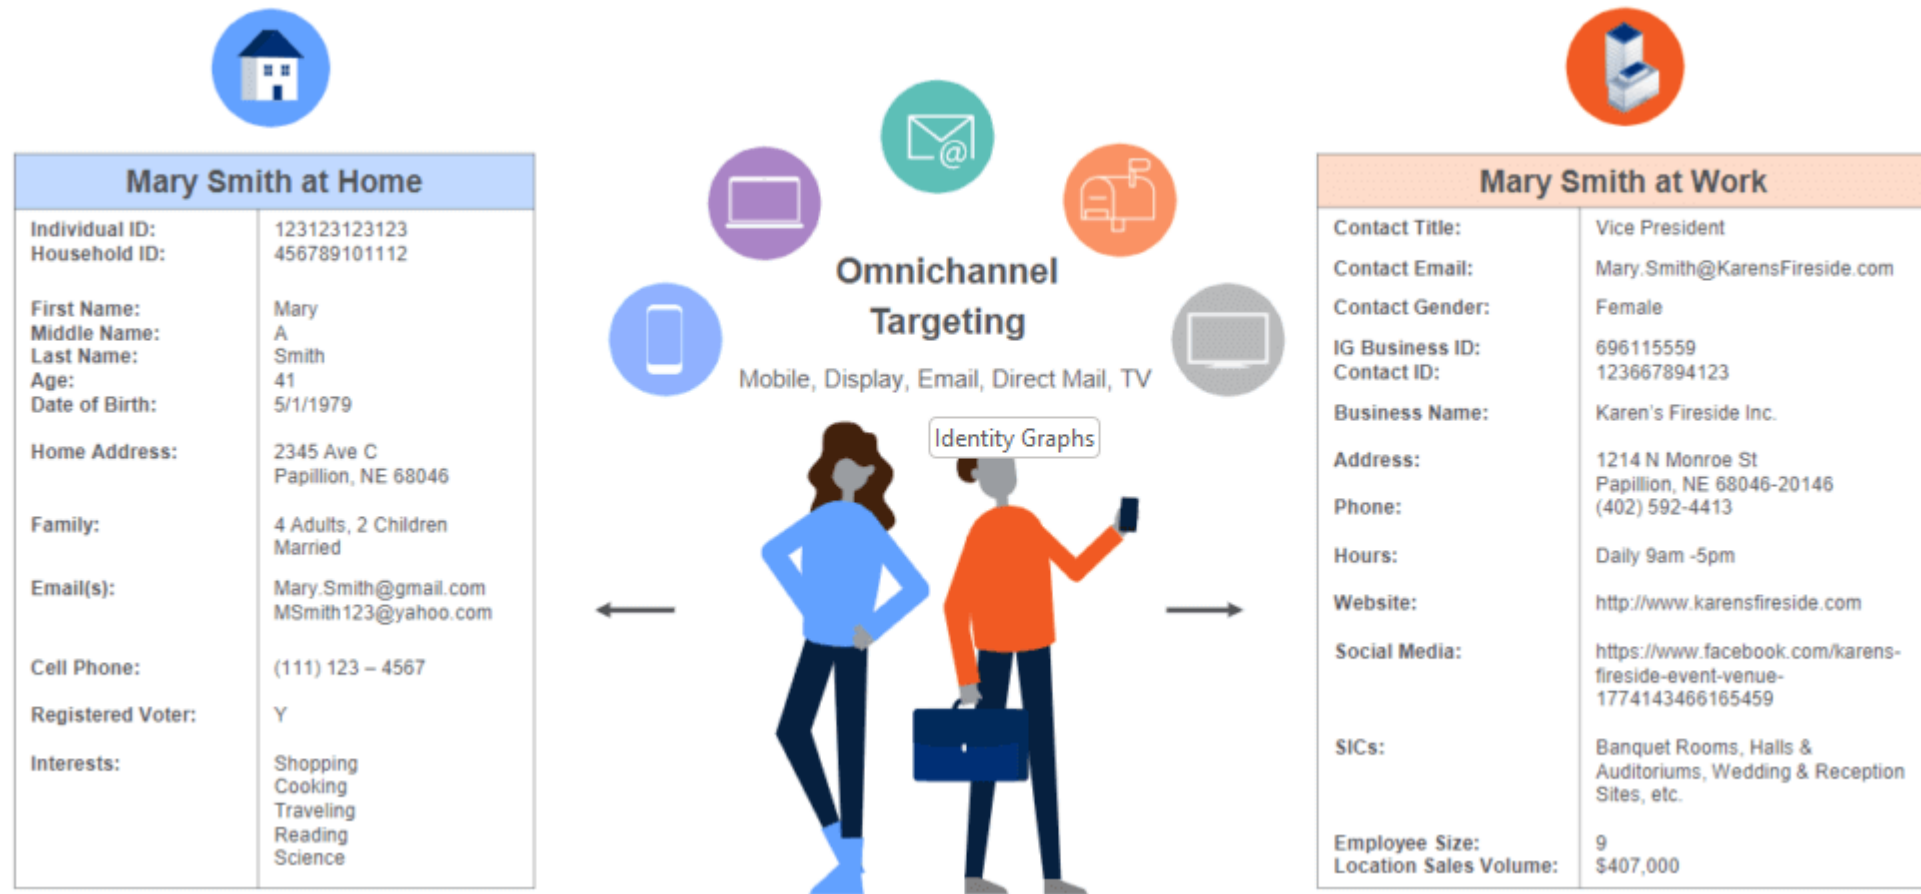 Mary Smith at Home
Individual ID: 123123123123
Household ID: 456789101112
First Name: Mary
Middle Name: A
Last Name: Smith
Age: 41
Date of Birth: 5/1/1979
Home Address: 2345 Ave C
Papillion, NE 68046
Family: 4 Adults, 2 Children
Married
Email(s): Mary.Smith@gmail.com
MSmith123@yahoo.com
Cell Phone: (111) 123 – 4567
Registered Voter: Y
Interests: Shopping
Cooking
Traveling
Reading
Science
@
Omnichannel
Targeting
Mobile, Display, Email, Direct Mail, TV
Identity Graphs
Mary Smith at Work
Contact Title: Vice President
Contact Email: Mary.Smith@KarensFireside.com
Contact Gender: Female
IG Business ID: 696115559
Contact ID: 123667894123
Business Name: Karen's Fireside Inc.
Address: 1214 N Monroe St
Papillion, NE 68046-20146
Phone: (402) 592-4413
Hours: Daily 9am -5pm
Website: http://www.karensfireside.com
Social Media: https://www.facebook.com/karens-
fireside-event-venue-
1774143466165459
SICs: Banquet Rooms, Halls &
Auditoriums, Wedding & Reception
Sites, etc.
Employee Size: 9
Location Sales Volume: $407,000